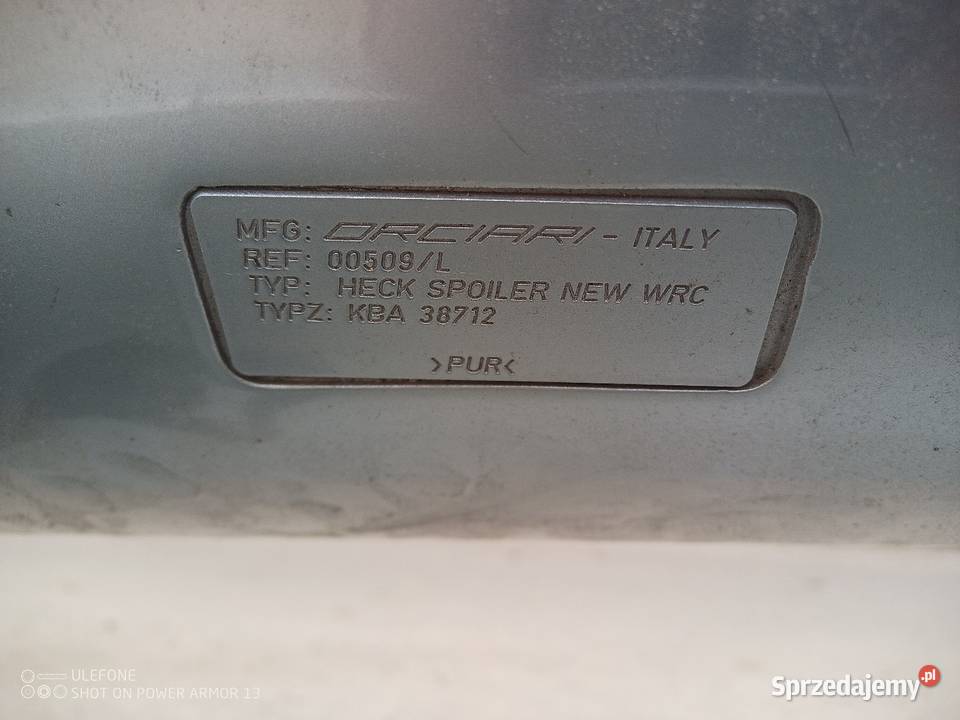 MFG: ORCIARI - ITALY
REF: 00509/L
TYP: HECK SPOILER NEW WRC
TYPZ: KBA 38712
>PUR<
ULEFONE
SHOT ON POWER ARMOR 13
Sprzedajemy.pl